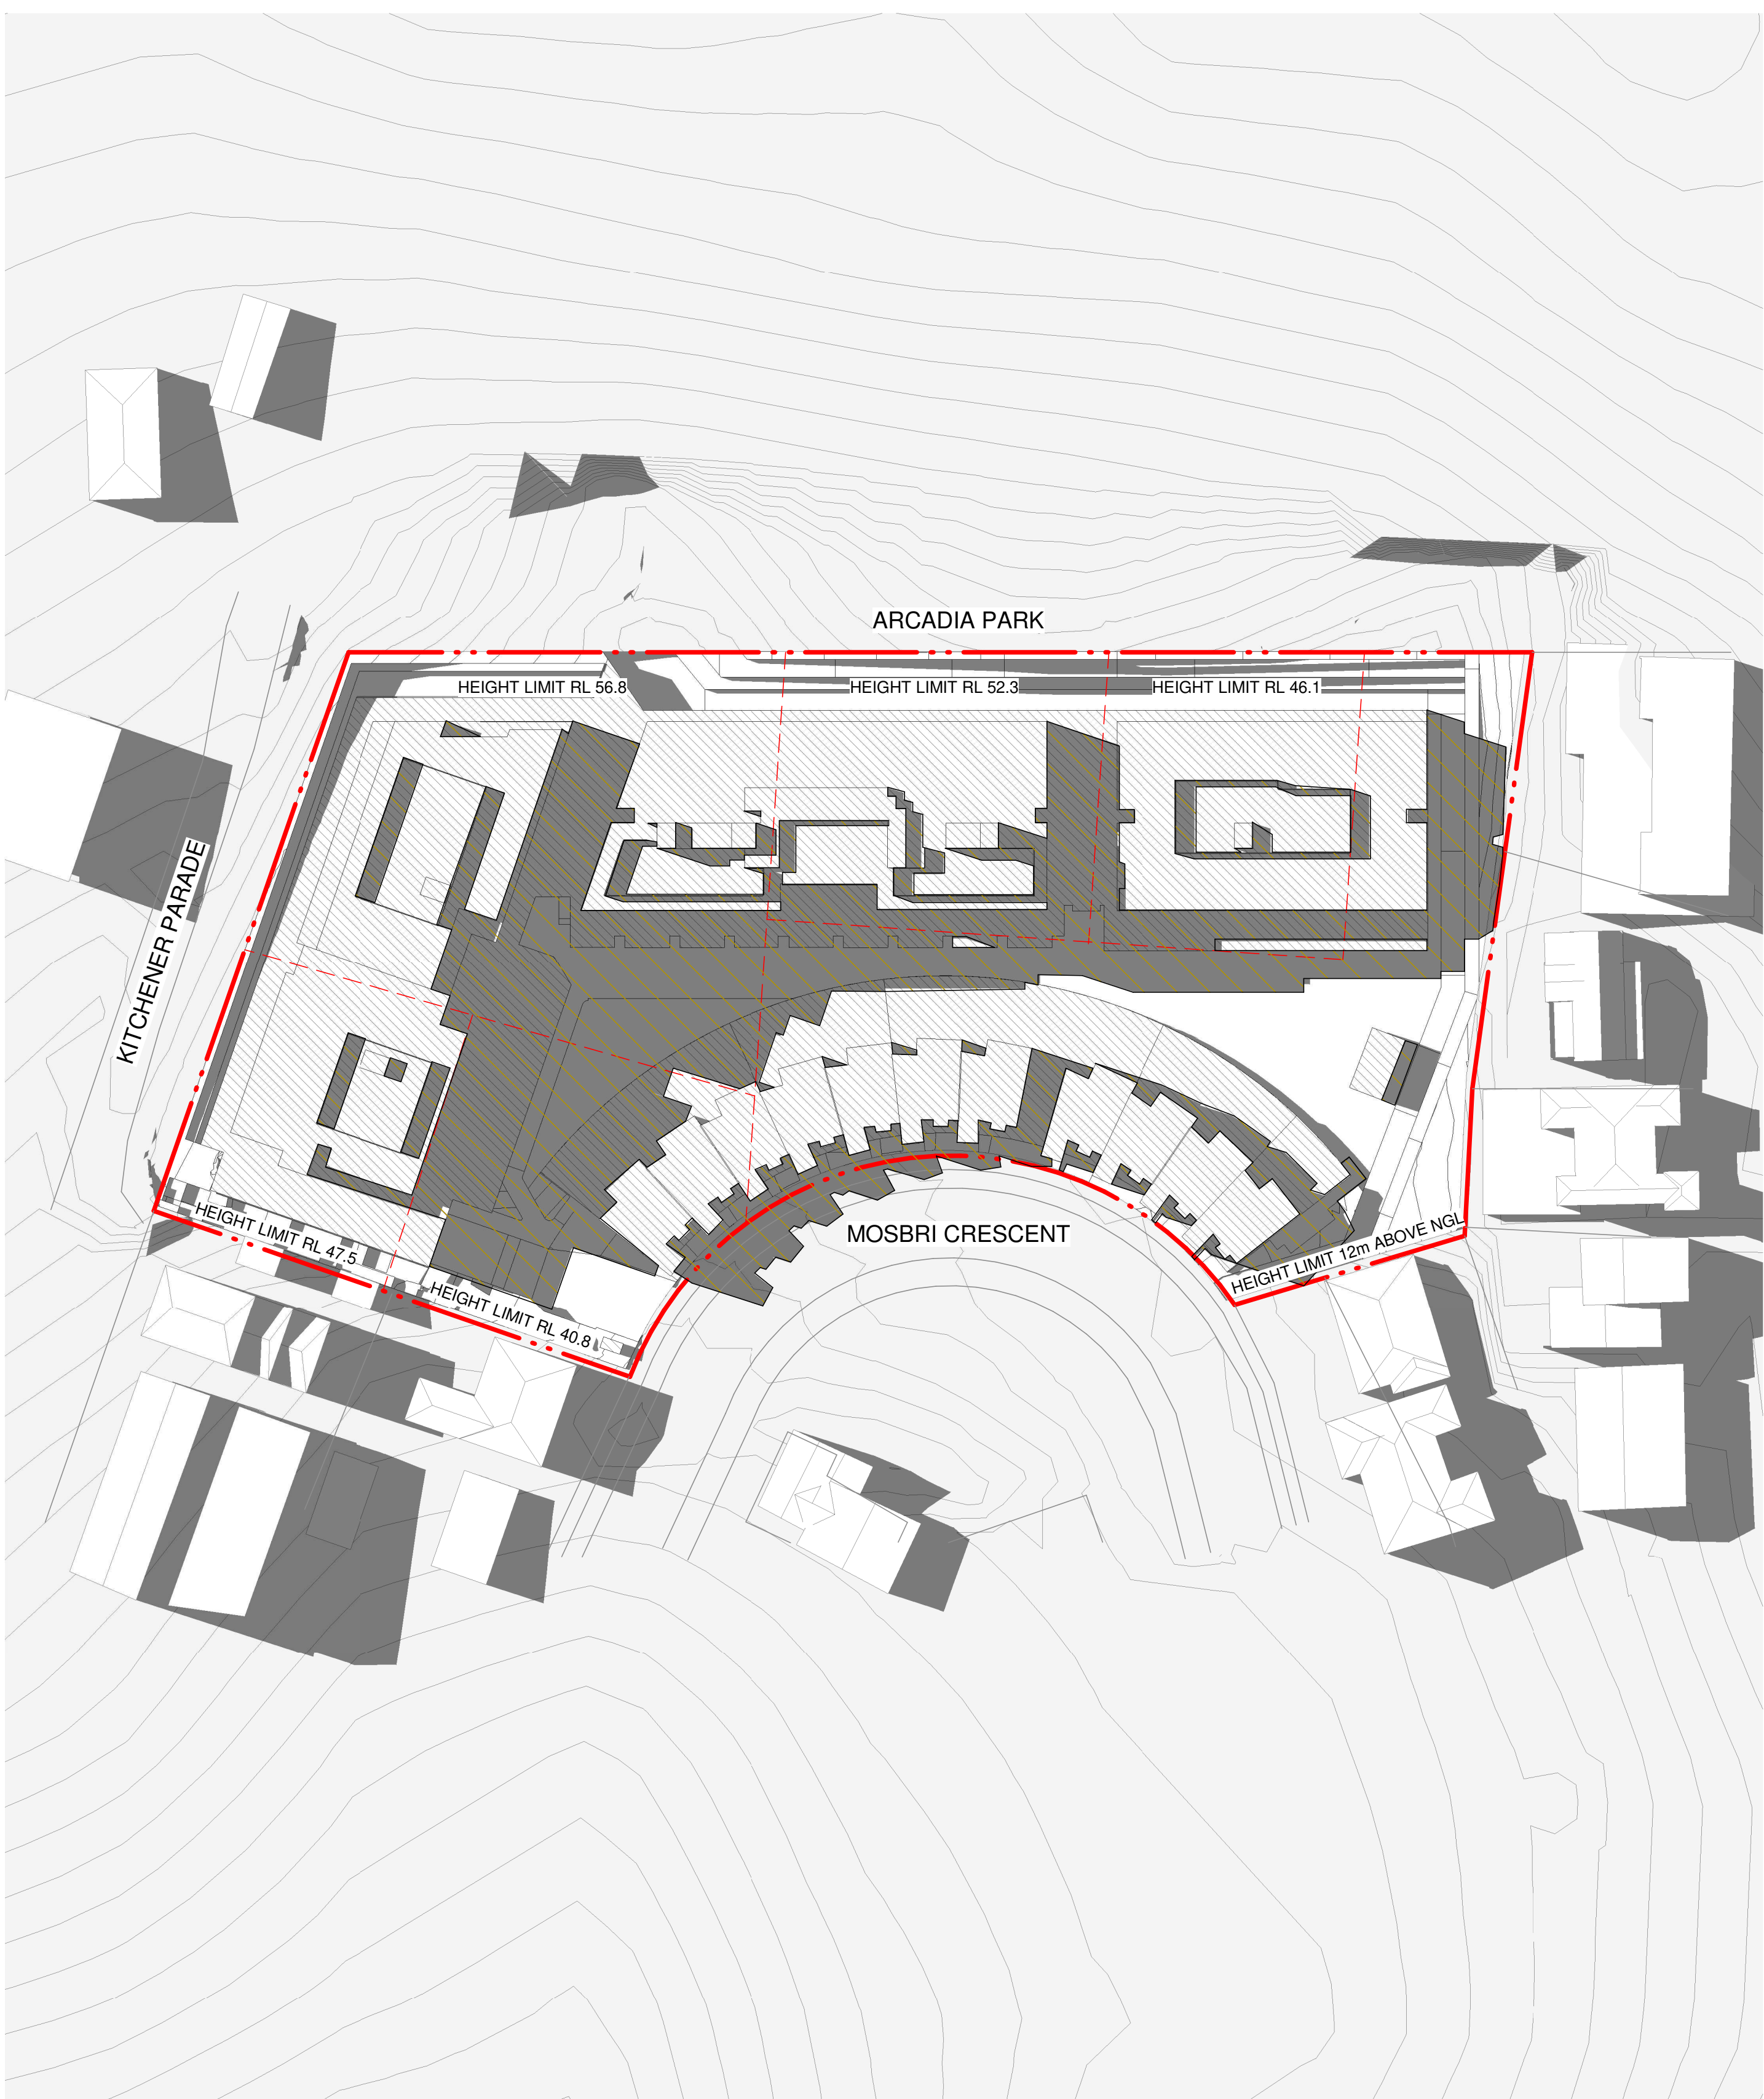 ARCADIA PARK
HEIGHT LIMIT RL 56.8
HEIGHT LIMIT RL 52.3
HEIGHT LIMIT RL 46.1
KITCHENER PARADE
HEIGHT LIMIT RL 47.5
HEIGHT LIMIT RL 40.8
MOSBRI CRESCENT
HEIGHT LIMIT 12m ABOVE NGL